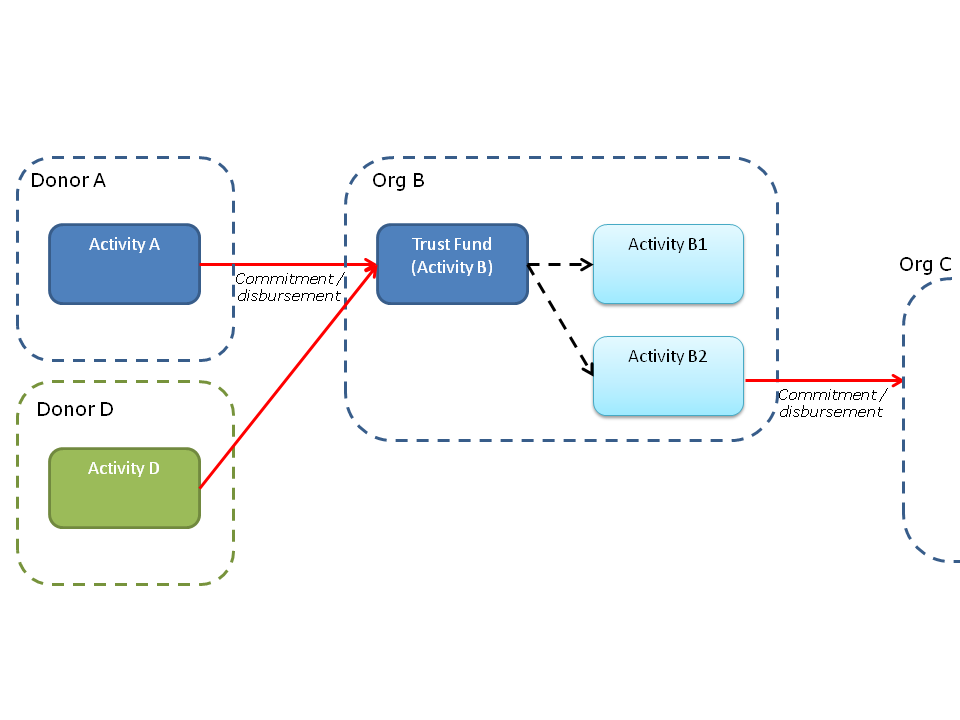 Donor A
Activity A
Commitment /
disbursement
Org B
Trust Fund
(Activity B)
Activity B1
Activity B2
Commitment /
disbursement
Org C
Donor D
Activity D